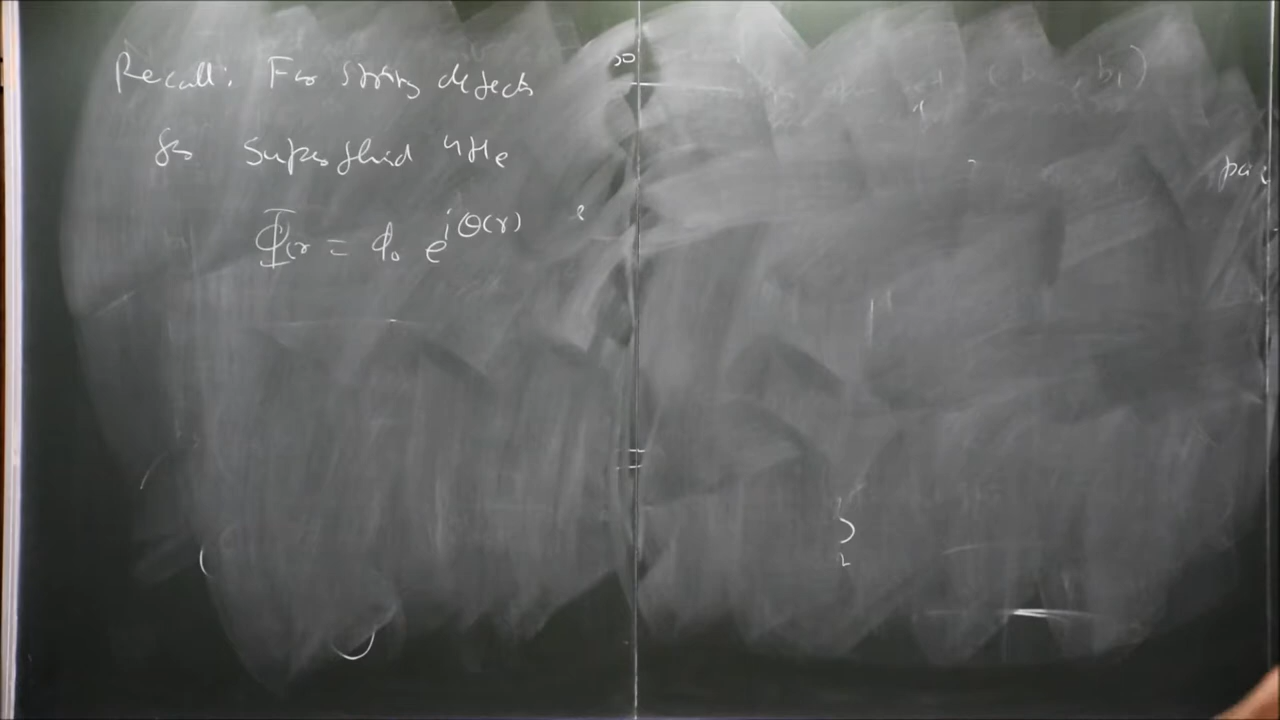 Recall: For string defects
for superfluid 4He
Φ(r = ϕ₀ e^{iθ(r)}